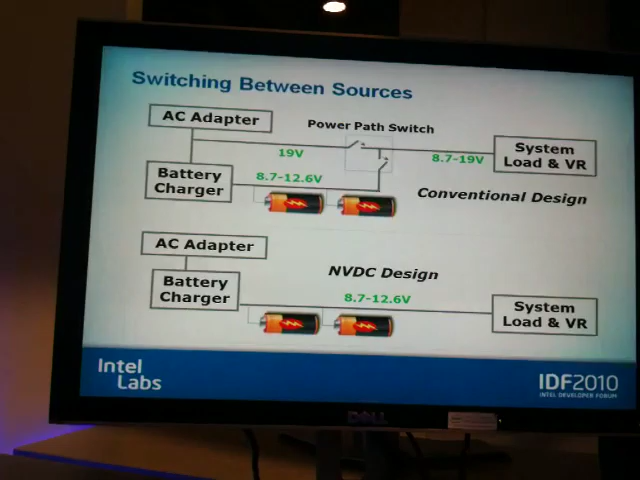 Switching Between Sources
AC Adapter
Power Path Switch
19V
8.7-19V
System
Load & VR
Battery
Charger
8.7-12.6V
Conventional Design
AC Adapter
NVDC Design
Battery
Charger
8.7-12.6V
System
Load & VR
Intel
Labs
IDF2010
INTEL DEVELOPER FORUM
DELL